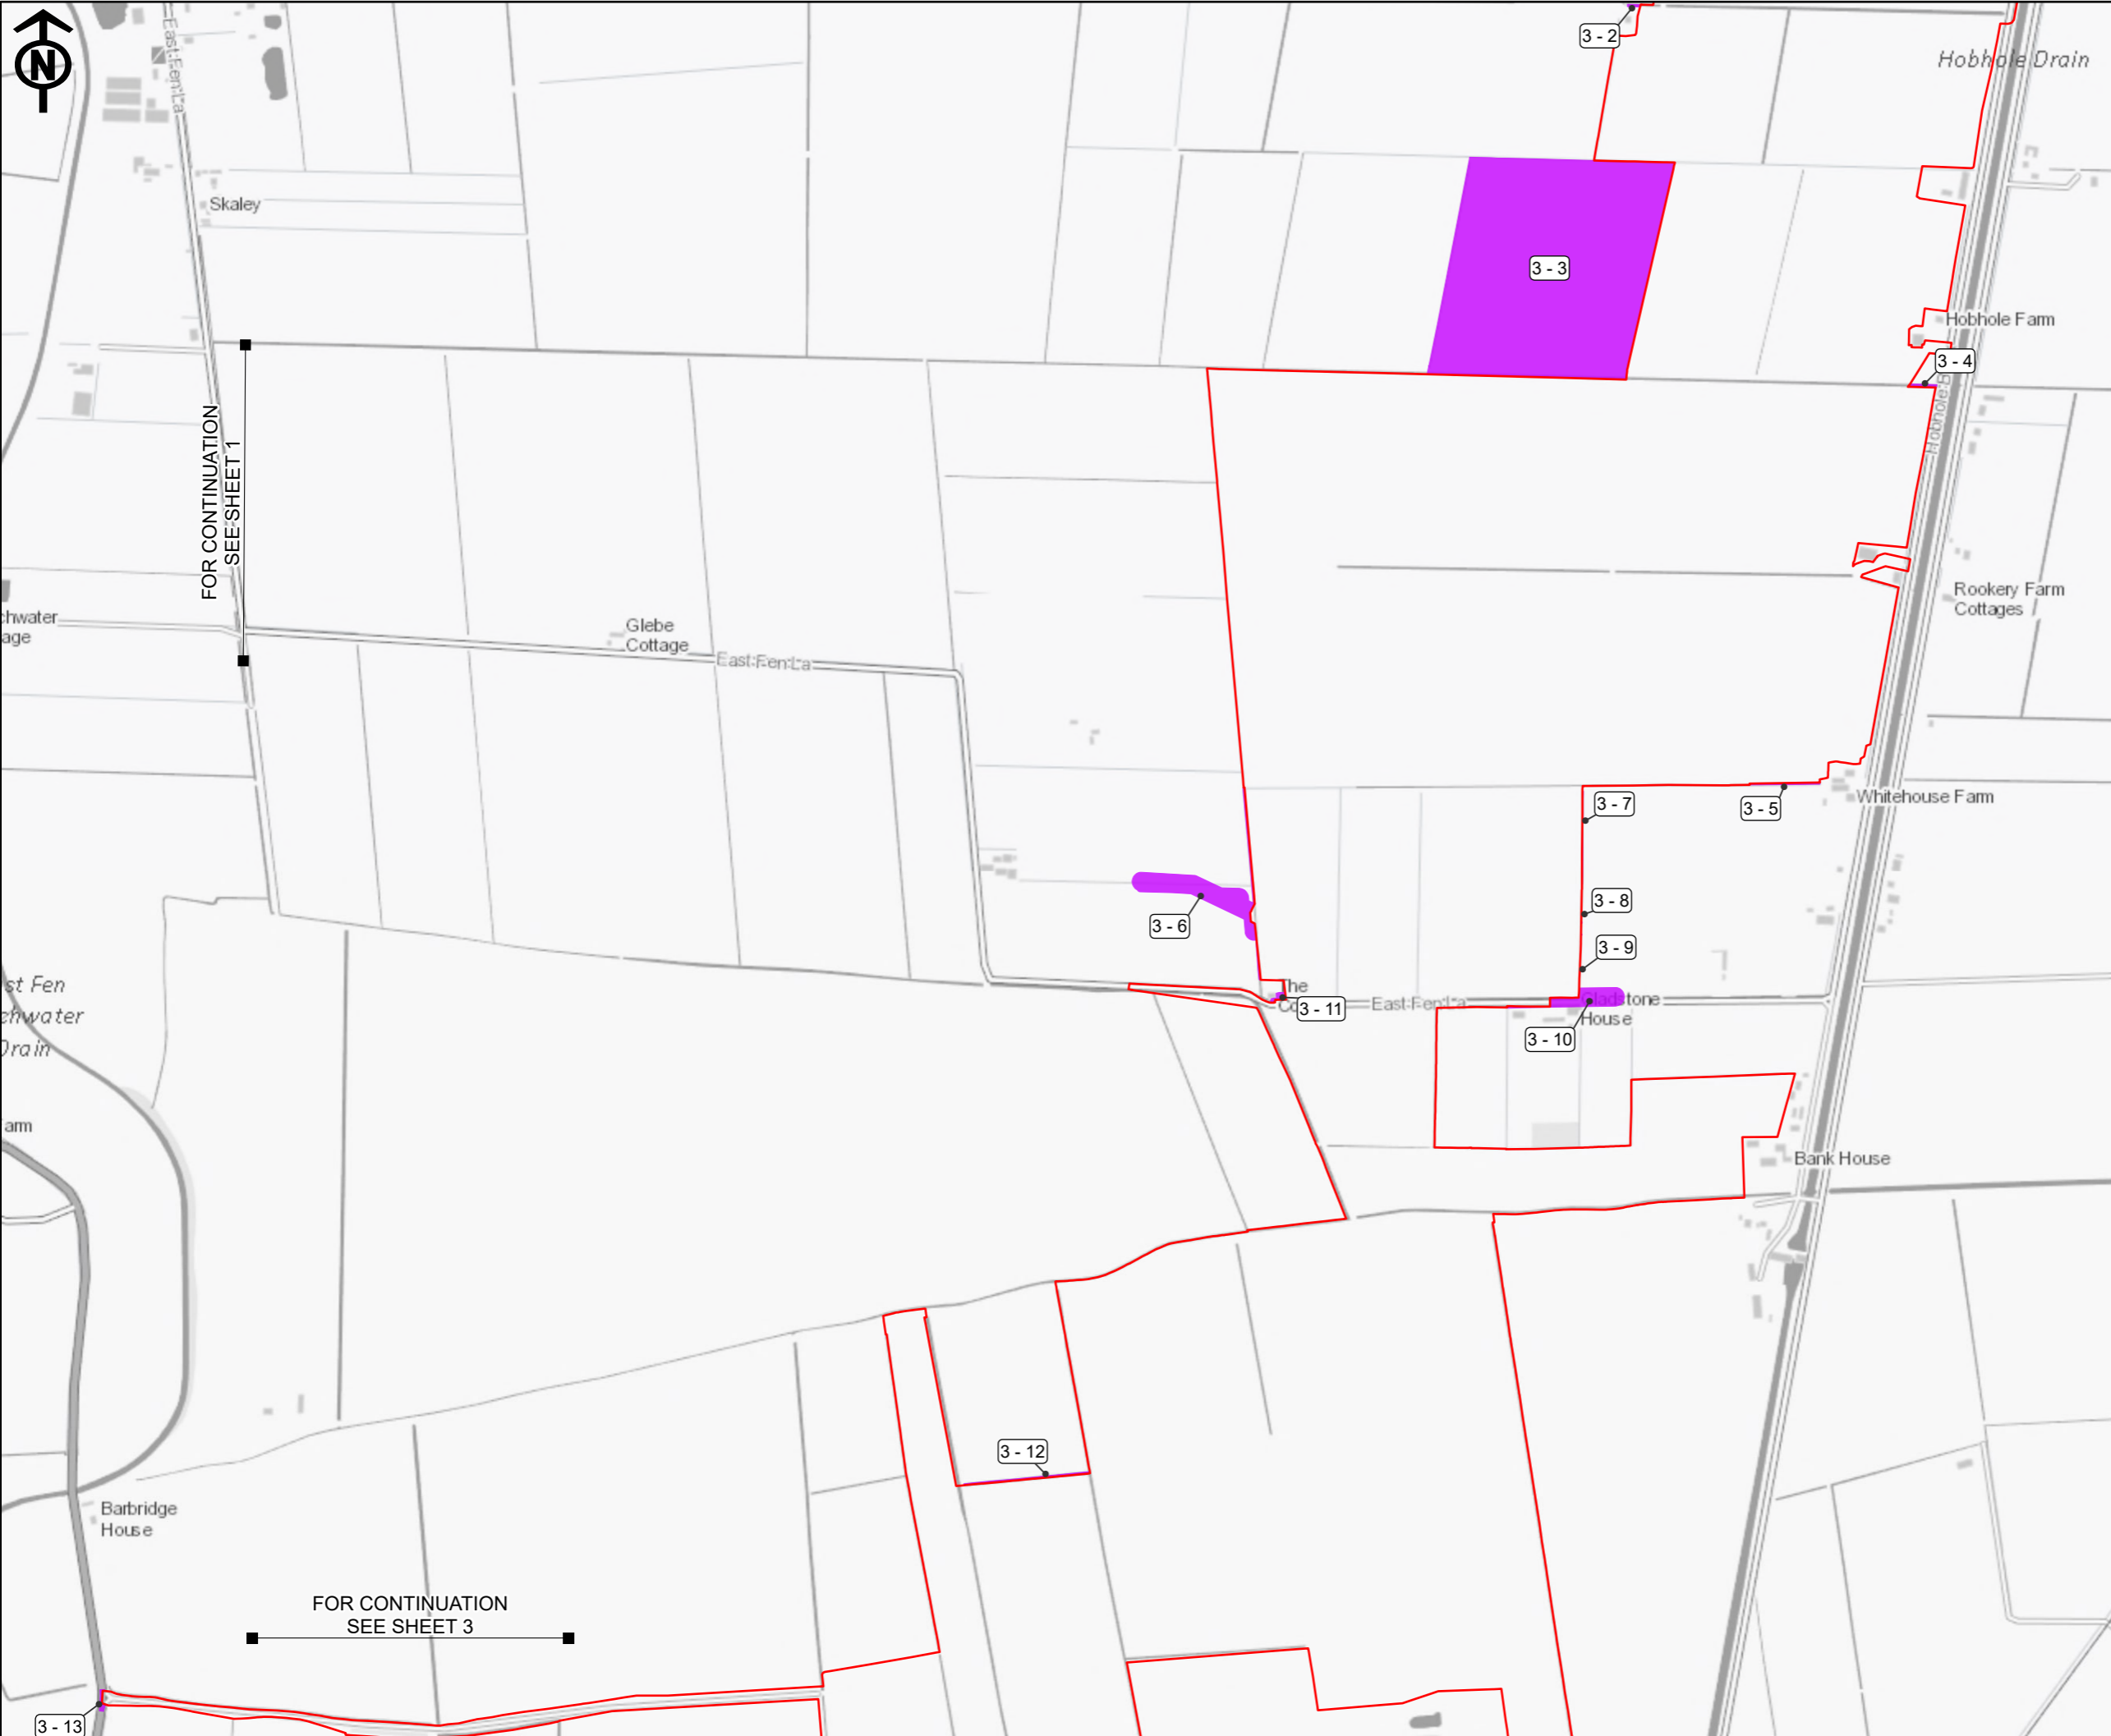 N
East Fen La
3 - 2
Hobhole Drain
Skaley
3 - 3
Hobhole Farm
3 - 4
FOR CONTINUATION
SEE SHEET 1
Rookery Farm
Cottages
chwater
age
Glebe
Cottage
East Fen La
3 - 7
3 - 5
Whitehouse Farm
3 - 8
3 - 6
3 - 9
st Fen
chwater
Drain
3 - 11
East Fen La
Gladstone
House
3 - 10
arm
Bank House
3 - 12
Barbridge
House
FOR CONTINUATION
SEE SHEET 3
3 - 13